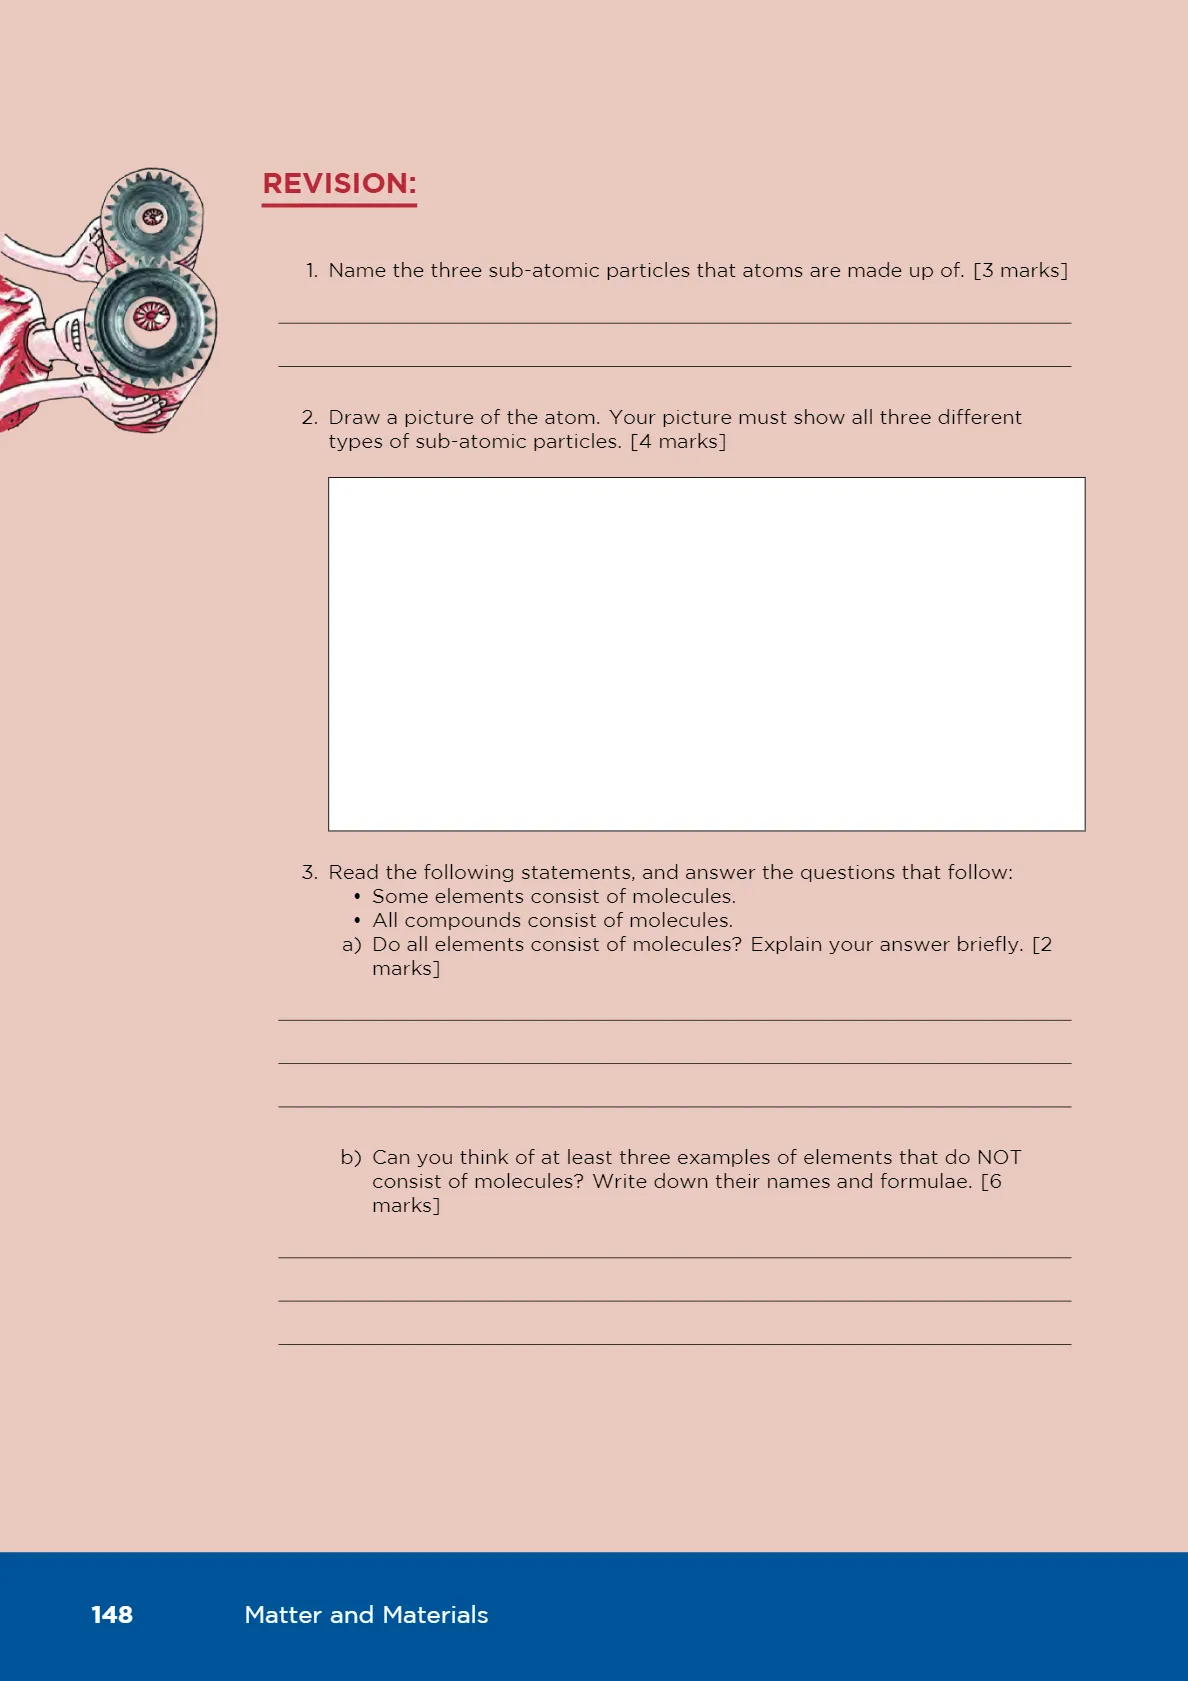 REVISION:
1. Name the three sub-atomic particles that atoms are made up of. [3 marks]
2. Draw a picture of the atom. Your picture must show all three different
types of sub-atomic particles. [4 marks]
3. Read the following statements, and answer the questions that follow:
• Some elements consist of molecules.
• All compounds consist of molecules.
a) Do all elements consist of molecules? Explain your answer briefly. [2
marks]
b) Can you think of at least three examples of elements that do NOT
consist of molecules? Write down their names and formulae. [6
marks]
148 Matter and Materials